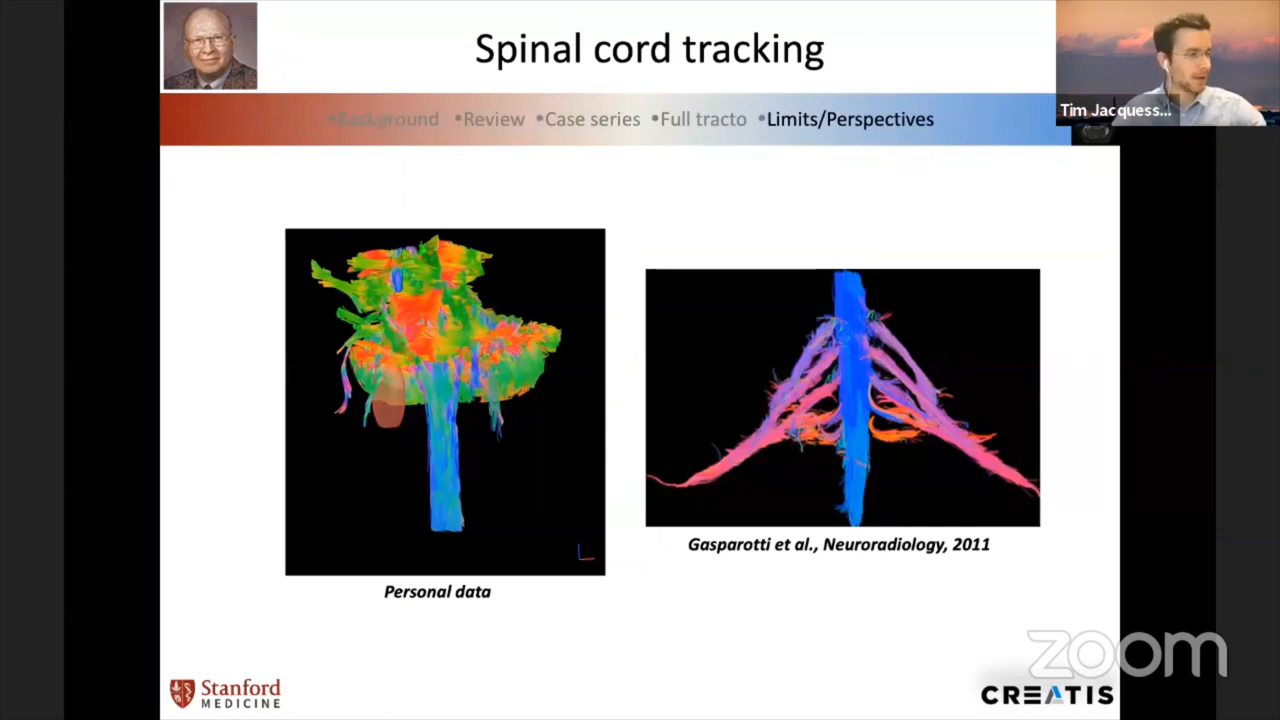 Spinal cord tracking
Tim Jacquess...
•Background •Review •Case series •Full tracto •Limits/Perspectives
Gasparotti et al., Neuroradiology, 2011
Personal data
zoom
Stanford
MEDICINE
CREATIS